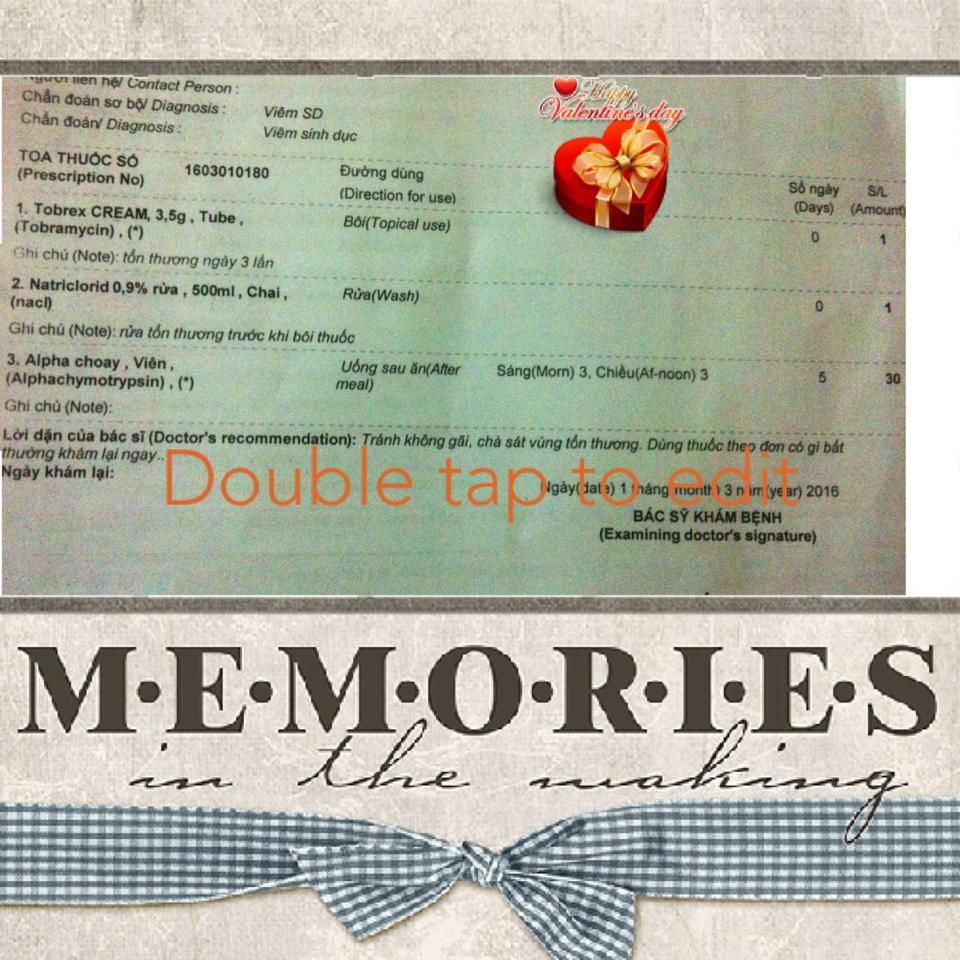 Người liên hệ/ Contact Person :
Chẩn đoán sơ bộ/ Diagnosis : Viêm SD
Chẩn đoán/ Diagnosis : Viêm sinh dục
Happy
Valentine's day
TOA THUỐC SỐ 1603010180 Đường dùng Số ngày S/L
(Prescription No) (Direction for use) (Days) (Amount)
1. Tobrex CREAM, 3,5g , Tube , Bôi(Topical use) 0 1
(Tobramycin) , (*)
Ghi chú (Note): tổn thương ngày 3 lần
2. Natriclorid 0,9% rửa , 500ml , Chai , Rửa(Wash) 0 1
(nacl)
Ghi chú (Note): rửa tổn thương trước khi bôi thuốc
3. Alpha choay , Viên , Uống sau ăn(After Sáng(Morn) 3, Chiều(Af-noon) 3 5 30
(Alphachymotrypsin) , (*) meal)
Ghi chú (Note):
Lời dặn của bác sĩ (Doctor's recommendation): Tránh không gãi, chà sát vùng tổn thương. Dùng thuốc theo đơn có gì bất
thường khám lại ngay..
Ngày khám lại:
Double tap to edit
Ngày(date) 1 tháng(month) 3 năm(year) 2016
BÁC SỸ KHÁM BỆNH
(Examining doctor's signature)
M•E•M•O•R•I•E•S
in the making